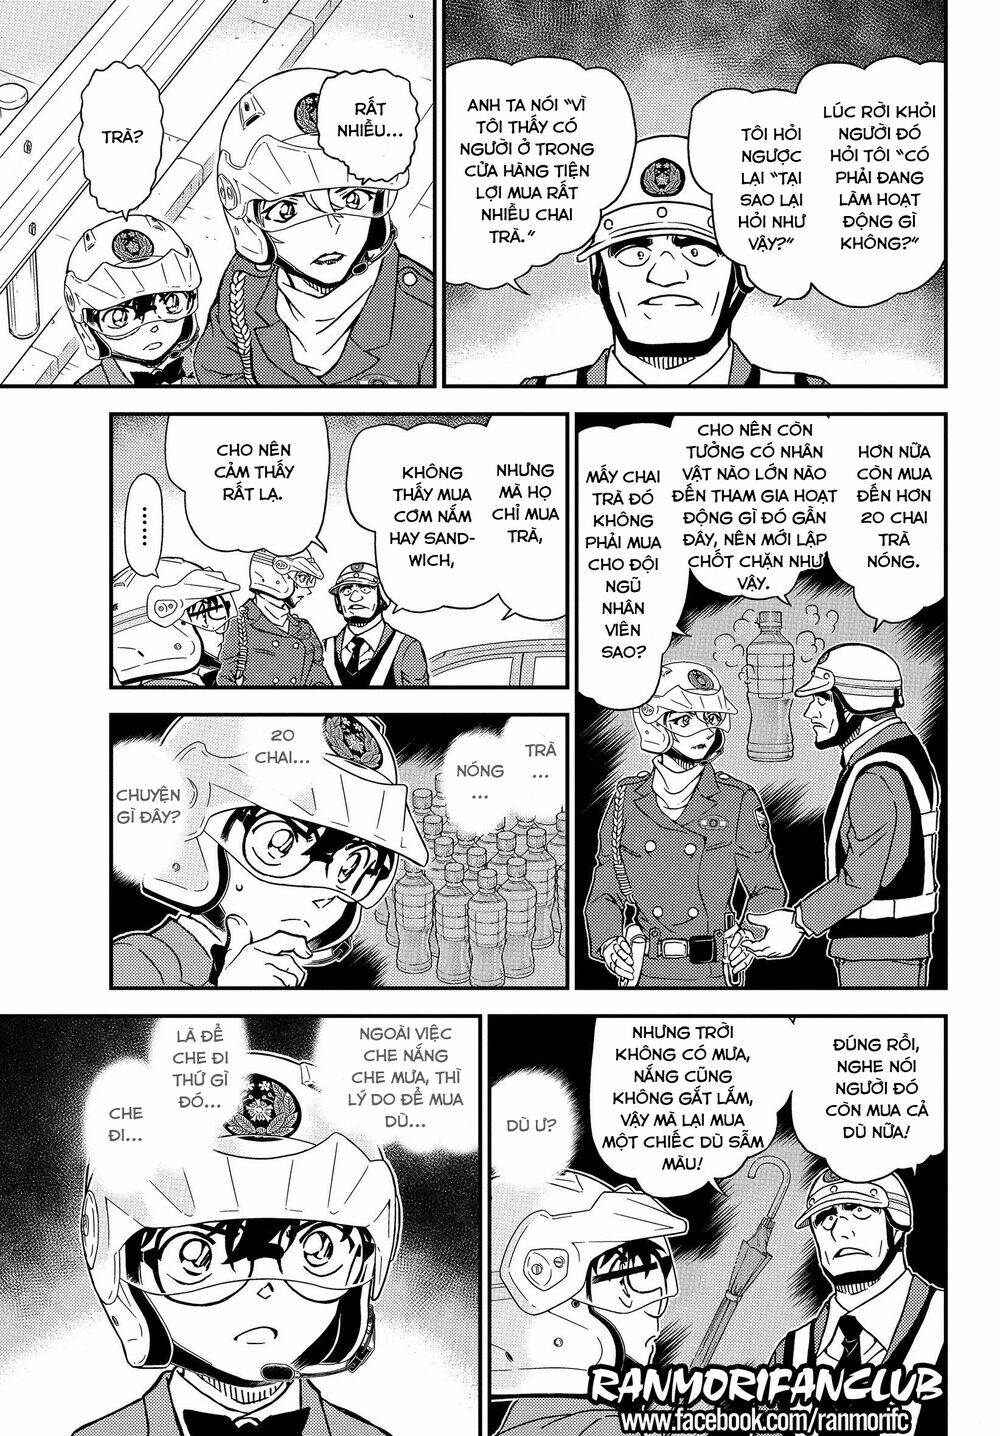 LÚC RỜI KHỎI
NGƯỜI ĐÓ
HỎI TÔI “CÓ
PHẢI ĐANG
LÀM HOẠT
ĐỘNG GÌ
KHÔNG?”
TÔI HỎI
NGƯỢC
LẠI “TẠI
SAO LẠI
HỎI NHƯ
VẬY?”
ANH TA NÓI “VÌ
TÔI THẤY CÓ
NGƯỜI Ở TRONG
CỬA HÀNG TIỆN
LỢI MUA RẤT
NHIỀU CHAI
TRÀ.”
RẤT
NHIỀU...
TRÀ?
HƠN NỮA
CÒN MUA
ĐẾN HƠN
20 CHAI
TRÀ
NÓNG.
CHO NÊN CÒN
TƯỞNG CÓ NHÂN
VẬT NÀO LỚN NÀO
ĐẾN THAM GIA HOẠT
ĐỘNG GÌ ĐÓ GẦN
ĐÂY, NÊN MỚI LẬP
CHỐT CHẶN NHƯ
VẬY.
MẤY CHAI
TRÀ ĐÓ
KHÔNG
PHẢI MUA
CHO ĐỘI
NGŨ
NHÂN
VIÊN
SAO?
NHƯNG
MÀ HỌ
CHỈ MUA
TRÀ,
KHÔNG
THẤY MUA
CƠM NẮM
HAY SAND-
WICH,
CHO NÊN
CẢM THẤY
RẤT LẠ.
......
TRÀ
...
NÓNG
...
20
CHAI...
CHUYỆN
GÌ ĐÂY?
ĐÚNG RỒI,
NGHE NÓI
NGƯỜI ĐÓ
CÒN MUA CẢ
DÙ NỮA!
NHƯNG TRỜI
KHÔNG CÓ MƯA,
NẮNG CŨNG
KHÔNG GẮT LẮM,
VẬY MÀ LẠI MUA
MỘT CHIẾC DÙ SẪM
MÀU!
DÙ Ư?
NGOÀI VIỆC
CHE NẮNG
CHE MƯA, THÌ
LÝ DO ĐỂ MUA
DÙ...
LÀ ĐỂ
CHE ĐI
THỨ GÌ
ĐÓ...
CHE
ĐI...
RANMORIFANCLUB
www.facebook.com/ranmorifc